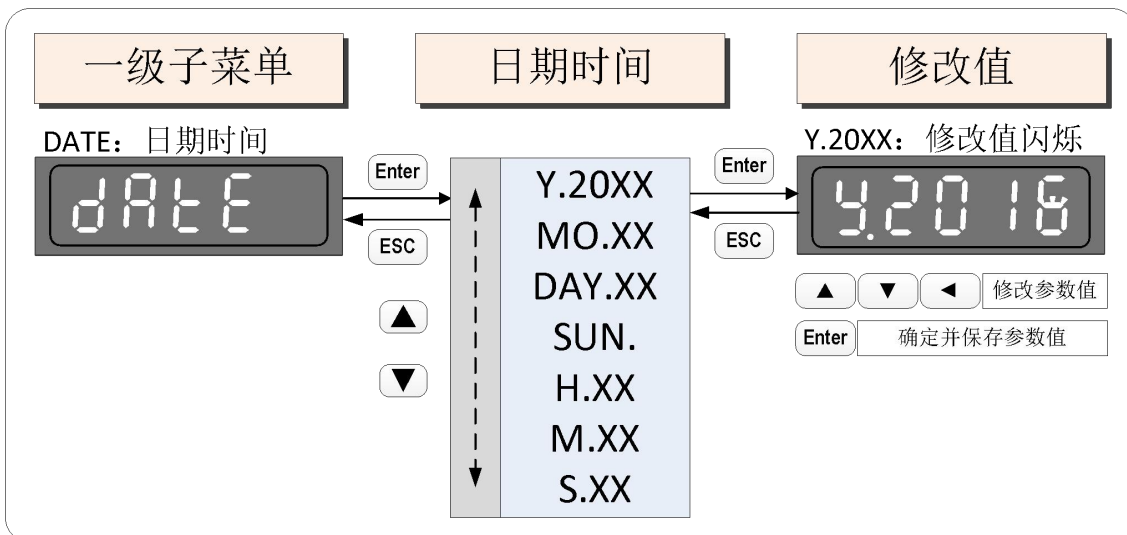 一级子菜单
日期时间
修改值
DATE：日期时间
dAtE
Enter
ESC
Y.20XX
MO.XX
DAY.XX
SUN.
H.XX
M.XX
S.XX
Enter
ESC
Y.20XX：修改值闪烁
y.2016
修改参数值
Enter 确定并保存参数值